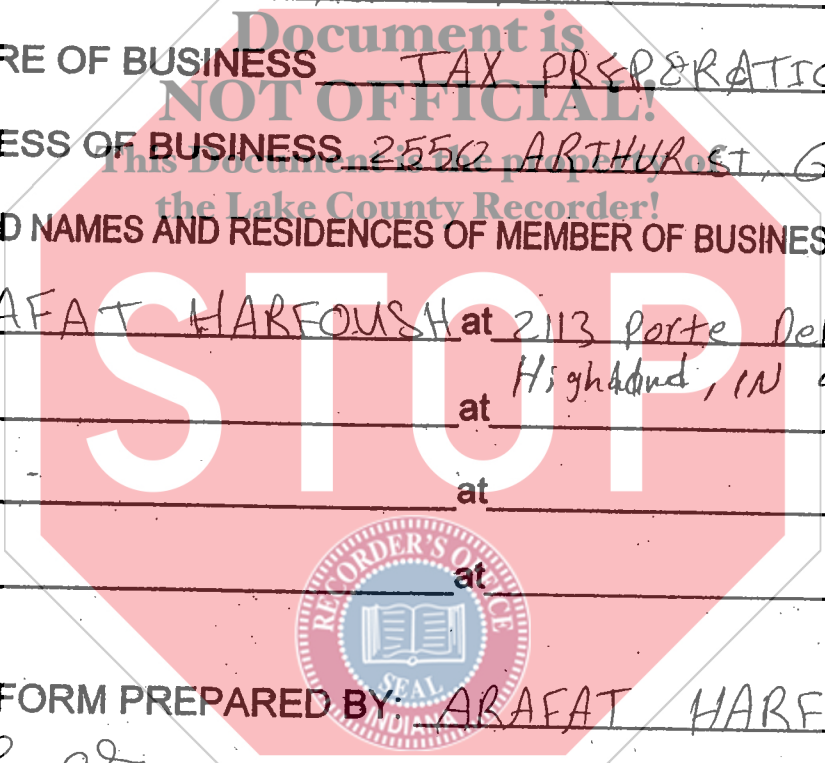 Document is
RE OF BUSINESS TAX PREPERATIO
NOT OFFICIAL!
ESS OF BUSINESS 2550 ARTHUR ST, G
This Document is the property of
the Lake County Recorder!
D NAMES AND RESIDENCES OF MEMBER OF BUSINES
AFAT HARFOUSH at 2113 Porte De
Highland, IN
at
STOP
at
at
RECORDER'S OFFICE
SEAL
INDIANA
FORM PREPARED BY: ARAFAT HARF